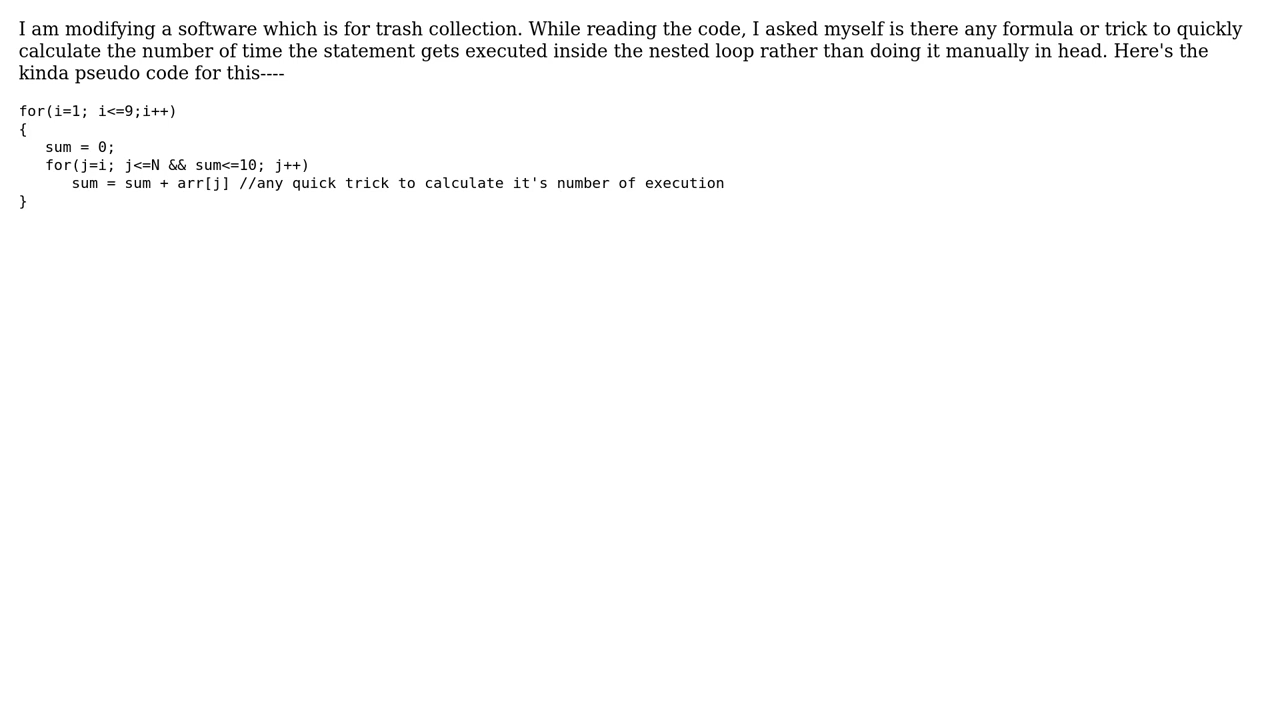 I am modifying a software which is for trash collection. While reading the code, I asked myself is there any formula or trick to quickly
calculate the number of time the statement gets executed inside the nested loop rather than doing it manually in head. Here's the
kinda pseudo code for this----
for(i=1; i<=9;i++)
{
   sum = 0;
   for(j=i; j<=N && sum<=10; j++)
      sum = sum + arr[j] //any quick trick to calculate it's number of execution
}